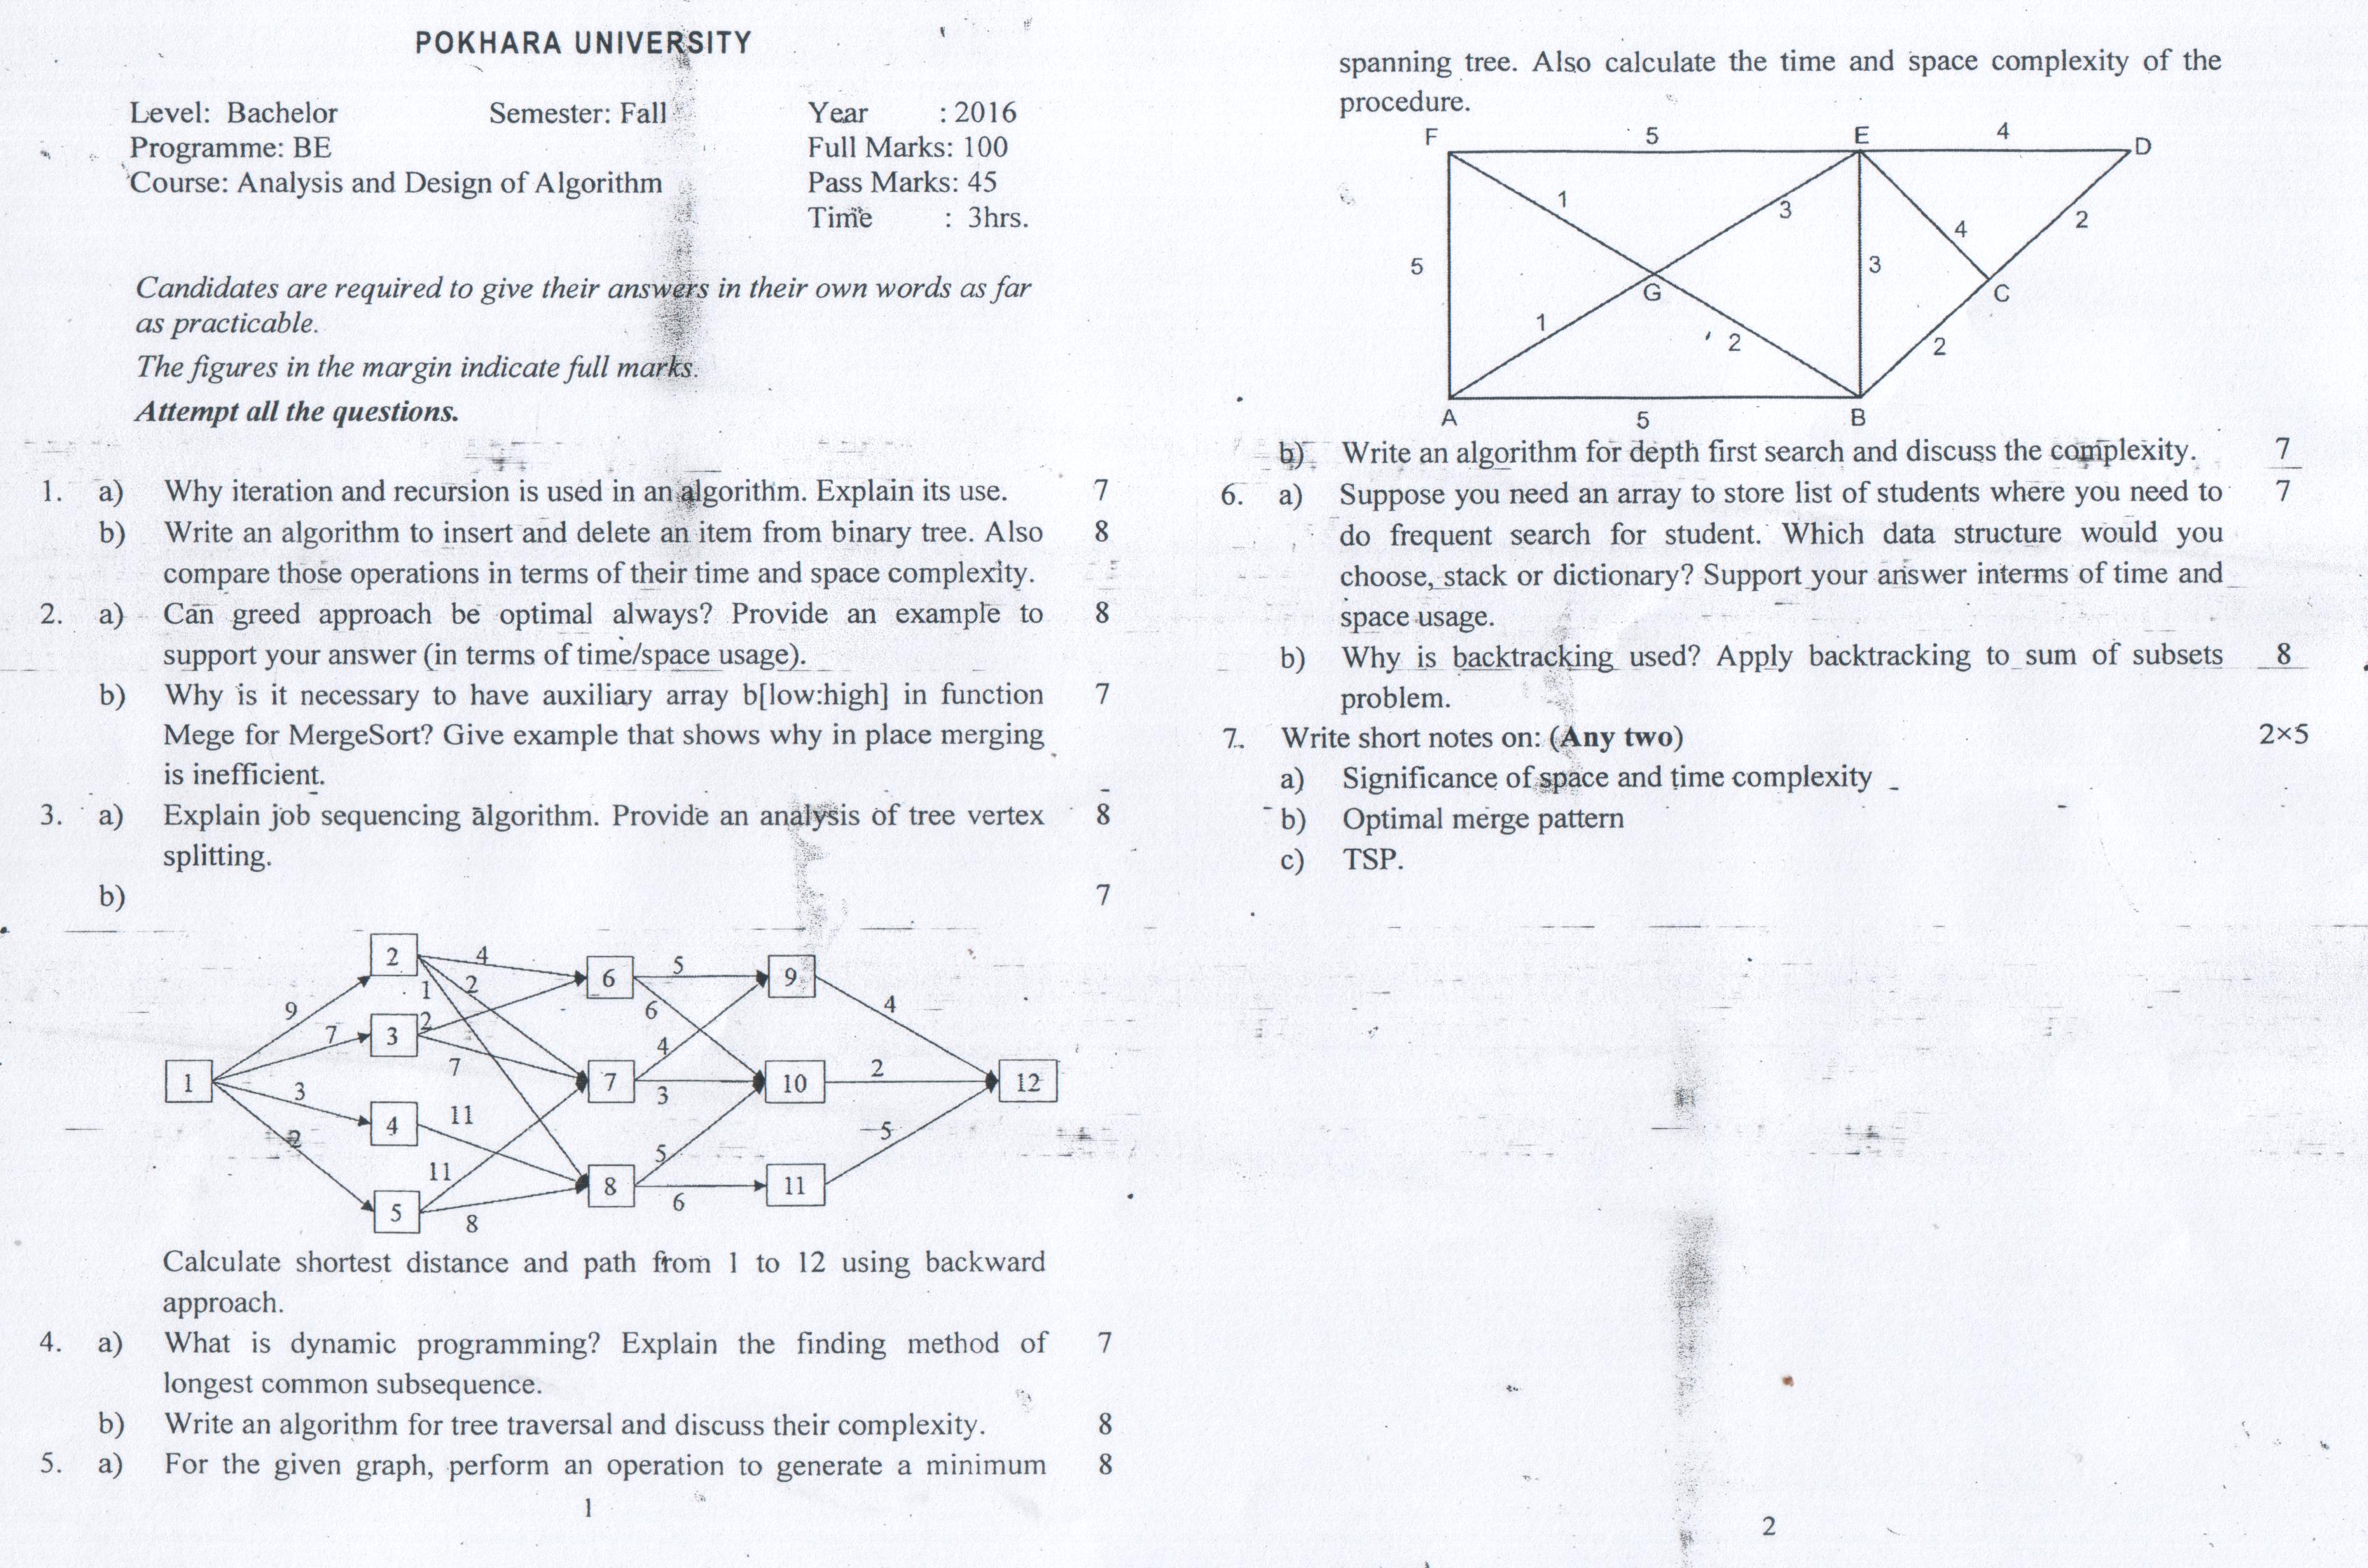 POKHARA UNIVERSITY
Level: Bachelor Semester: Fall Year : 2016
Programme: BE Full Marks: 100
Course: Analysis and Design of Algorithm Pass Marks: 45
Time : 3hrs.
Candidates are required to give their answers in their own words as far
as practicable.
The figures in the margin indicate full marks.
Attempt all the questions.
1. a) Why iteration and recursion is used in an algorithm. Explain its use. 7
b) Write an algorithm to insert and delete an item from binary tree. Also 8
compare those operations in terms of their time and space complexity.
2. a) Can greed approach be optimal always? Provide an example to 8
support your answer (in terms of time/space usage).
b) Why is it necessary to have auxiliary array b[low:high] in function 7
Mege for MergeSort? Give example that shows why in place merging
is inefficient.
3. a) Explain job sequencing algorithm. Provide an analysis of tree vertex 8
splitting.
b) 7
2 4 6 5 9
1 2
9 6 4
7 3 2
7 4
1 3 7 3 10 2 12
4 11
2 5 5
11
5 8 8 6 11
Calculate shortest distance and path from 1 to 12 using backward
approach.
4. a) What is dynamic programming? Explain the finding method of 7
longest common subsequence.
b) Write an algorithm for tree traversal and discuss their complexity. 8
5. a) For the given graph, perform an operation to generate a minimum 8
1
spanning tree. Also calculate the time and space complexity of the
procedure.
F 5 E 4 D
1 3 4 2
5 3
G C
1 2 2
A 5 B
b) Write an algorithm for depth first search and discuss the complexity. 7
6. a) Suppose you need an array to store list of students where you need to 7
do frequent search for student. Which data structure would you
choose, stack or dictionary? Support your answer interms of time and
space usage.
b) Why is backtracking used? Apply backtracking to sum of subsets 8
problem.
7. Write short notes on: (Any two) 2×5
a) Significance of space and time complexity
b) Optimal merge pattern
c) TSP.
2